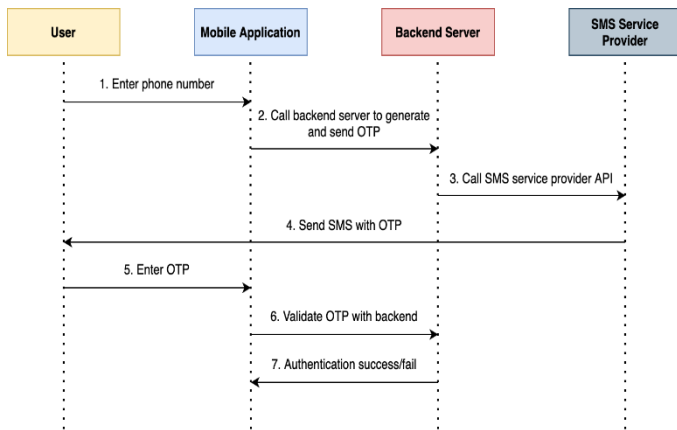 User
Mobile Application
Backend Server
SMS Service
Provider
1. Enter phone number
2. Call backend server to generate
and send OTP
3. Call SMS service provider API
4. Send SMS with OTP
5. Enter OTP
6. Validate OTP with backend
7. Authentication success/fail